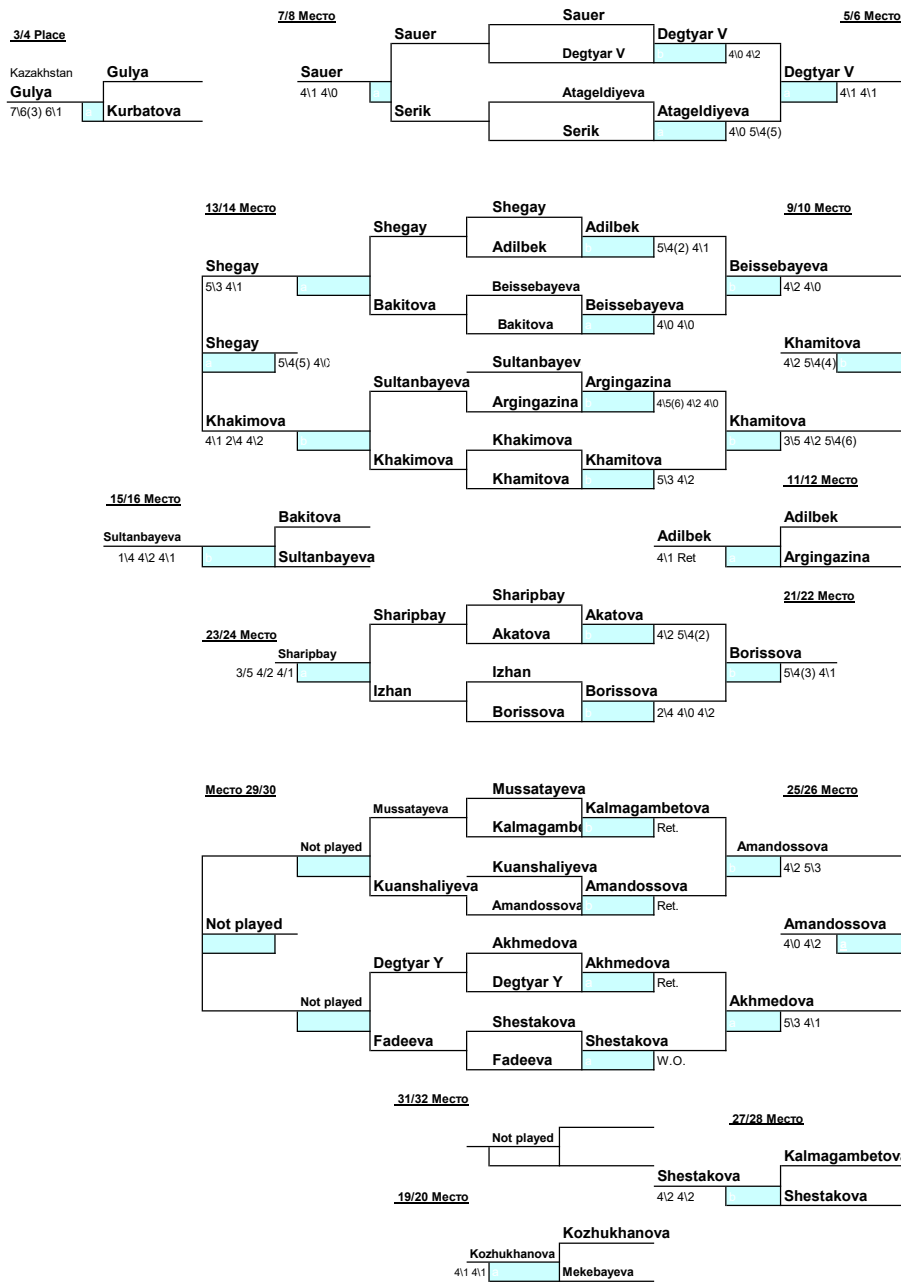 7/8 Место
Sauer
5/6 Место
3/4 Place
Sauer
Degtyar V
Degtyar V
4\0 4\2
Kazakhstan
Gulya
Sauer
Degtyar V
Gulya
4\1 4\0
Atageldiyeva
4\1 4\1
7\6(3) 6\1
Kurbatova
Serik
Atageldiyeva
Serik
4\0 5\4(5)
13/14 Место
Shegay
9/10 Место
Shegay
Adilbek
Adilbek
5\4(2) 4\1
Shegay
Beissebayeva
5\3 4\1
Beissebayeva
4\2 4\0
Bakitova
Beissebayeva
Bakitova
4\0 4\0
Shegay
Khamitova
5\4(5) 4\0
Sultanbayev
4\2 5\4(4)
Sultanbayeva
Argingazina
Argingazina
4\5(6) 4\2 4\0
Khakimova
Khamitova
4\1 2\4 4\2
Khakimova
3\5 4\2 5\4(6)
Khakimova
Khamitova
Khamitova
5\3 4\2
11/12 Место
15/16 Место
Bakitova
Adilbek
Sultanbayeva
Adilbek
1\4 4\2 4\1
Sultanbayeva
4\1 Ret
Argingazina
Sharipbay
21/22 Место
Sharipbay
Akatova
23/24 Место
Akatova
4\2 5\4(2)
Sharipbay
Borissova
3/5 4/2 4/1
Izhan
5\4(3) 4\1
Izhan
Borissova
Borissova
2\4 4\0 4\2
Место 29/30
Mussatayeva
25/26 Место
Mussatayeva
Kalmagambetova
Kalmagambe
Ret.
Not played
Amandossova
Kuanshaliyeva
4\2 5\3
Kuanshaliyeva
Amandossova
Amandossova
Ret.
Not played
Amandossova
Akhmedova
4\0 4\2
Degtyar Y
Akhmedova
Degtyar Y
Ret.
Not played
Akhmedova
Shestakova
5\3 4\1
Fadeeva
Shestakova
Fadeeva
W.O.
31/32 Место
27/28 Место
Not played
Kalmagambetova
Shestakova
19/20 Место
4\2 4\2
Shestakova
Kozhukhanova
Kozhukhanova
4\1 4\1
Mekebayeva